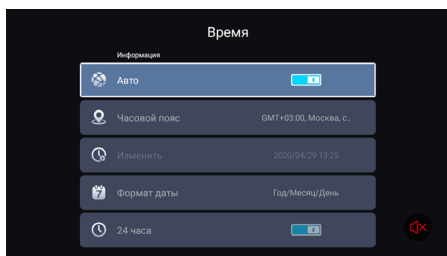 Время
Информация
Авто
Часовой пояс GMT+03:00, Москва, с..
Изменить 2020/04/29 13:25
7 Формат даты Год/Месяц/День
24 часа